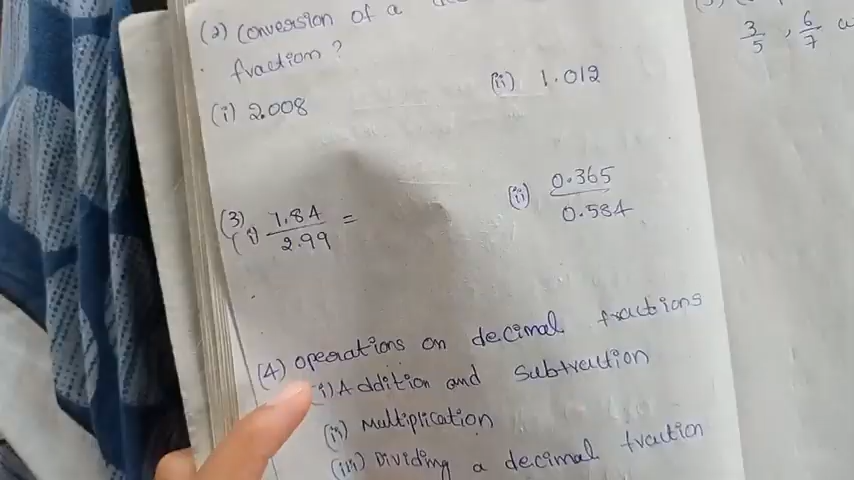 (2) Conversion of a
fraction?
(i) 2.008 (ii) 1.012
(3)
(i) 1.84 / 2.99 = (ii) 0.365 / 0.584
(4) operations on decimal fractions
(i) Addition and Subtraction
(ii) Multiplication
(iii) Dividing a decimal fraction
3/5 , 6/7